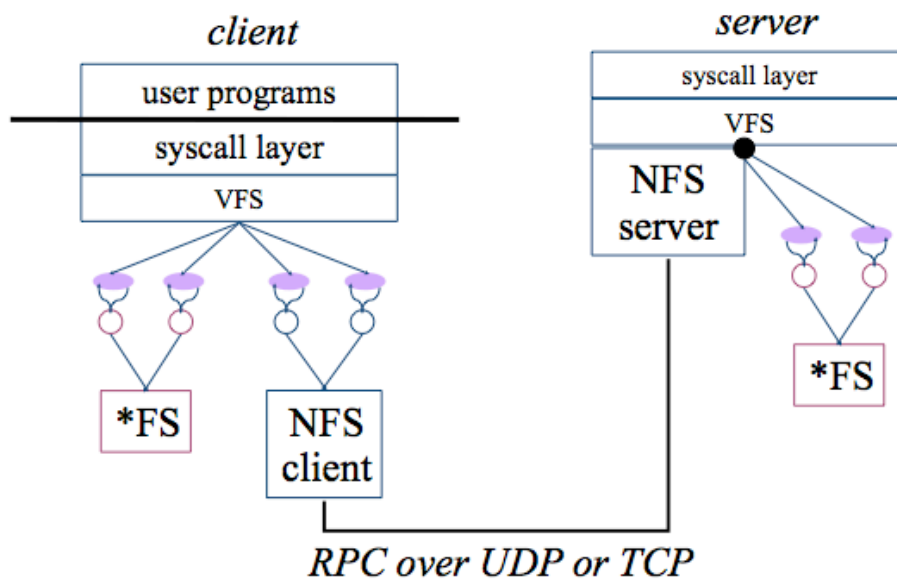 client
user programs
syscall layer
VFS
*FS
NFS
client
server
syscall layer
VFS
NFS
server
*FS
RPC over UDP or TCP